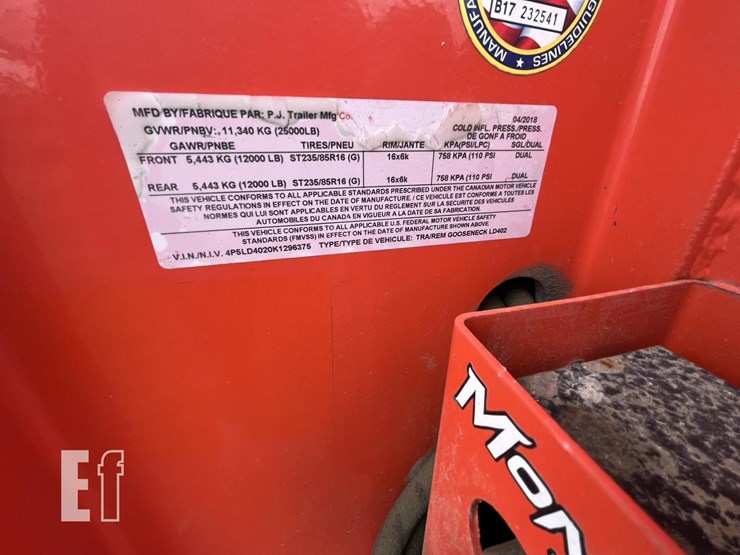 B17 232541
MANUFA
GUIDELINES
MFD BY/FABRIQUE PAR: P.J. Trailer Mfg Co. 04/2018
GVWR/PNBV: 11,340 KG (25000LB) COLD INFL. PRESS./PRESS.
DE GONF A FROID
GAWR/PNBE TIRES/PNEU RIM/JANTE KPA(PSI/LPC) SGL/DUAL
FRONT 5,443 KG (12000 LB) ST235/85R16 (G) 16x6k 758 KPA (110 PSI DUAL
REAR 5,443 KG (12000 LB) ST235/85R16 (G) 16x6k 758 KPA (110 PSI DUAL
THIS VEHICLE CONFORMS TO ALL APPLICABLE STANDARDS PRESCRIBED UNDER THE CANADIAN MOTOR VEHICLE
SAFETY REGULATIONS IN EFFECT ON THE DATE OF MANUFACTURE. / CE VEHICULE EST CONFORME A TOUTES LES
NORMES QUI LUI SONT APPLICABLES EN VERTU DU REGLEMENT SUR LA SECURITE DES VEHICULES
AUTOMOBILES DU CANADA EN VIGUEUR A LA DATE DE SA FABRICATION.
THIS VEHICLE CONFORMS TO ALL APPLICABLE U.S. FEDERAL MOTOR VEHICLE SAFETY
STANDARDS (FMVSS) IN EFFECT ON THE DATE OF MANUFACTURE SHOWN ABOVE.
V.I.N./N.I.V. 4P5LD4020K1296375 TYPE/TYPE DE VEHICULE: TRA/REM GOOSENECK LD402
Ef